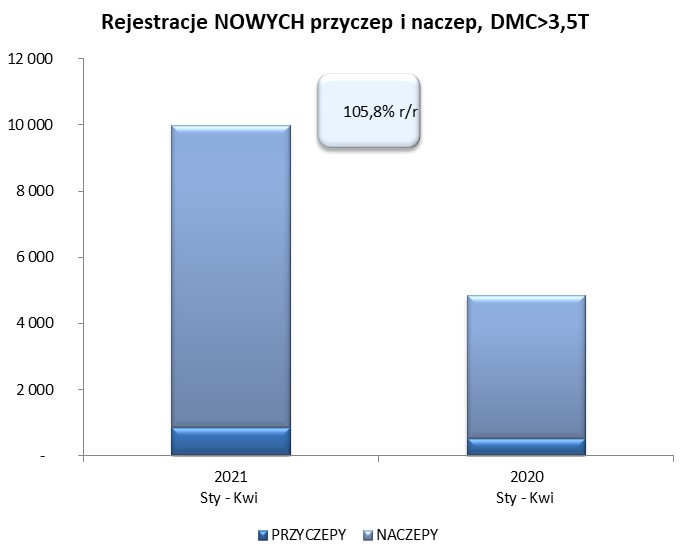 Rejestracje NOWYCH przyczep i naczep, DMC>3,5T
12 000
105,8% r/r
10 000
8 000
6 000
4 000
2 000
-
2021
Sty - Kwi
2020
Sty - Kwi
PRZYCZEPY
NACZEPY